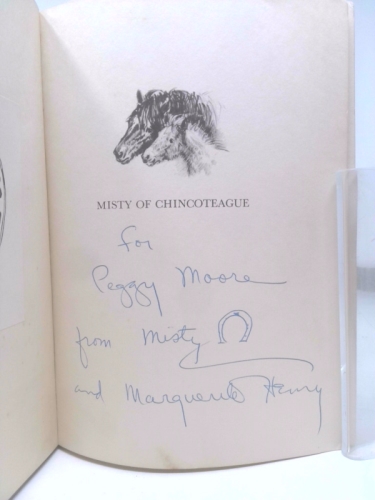 MISTY OF CHINCOTEAGUE
For
Peggy Moore
from Misty
and Marguerite Henry